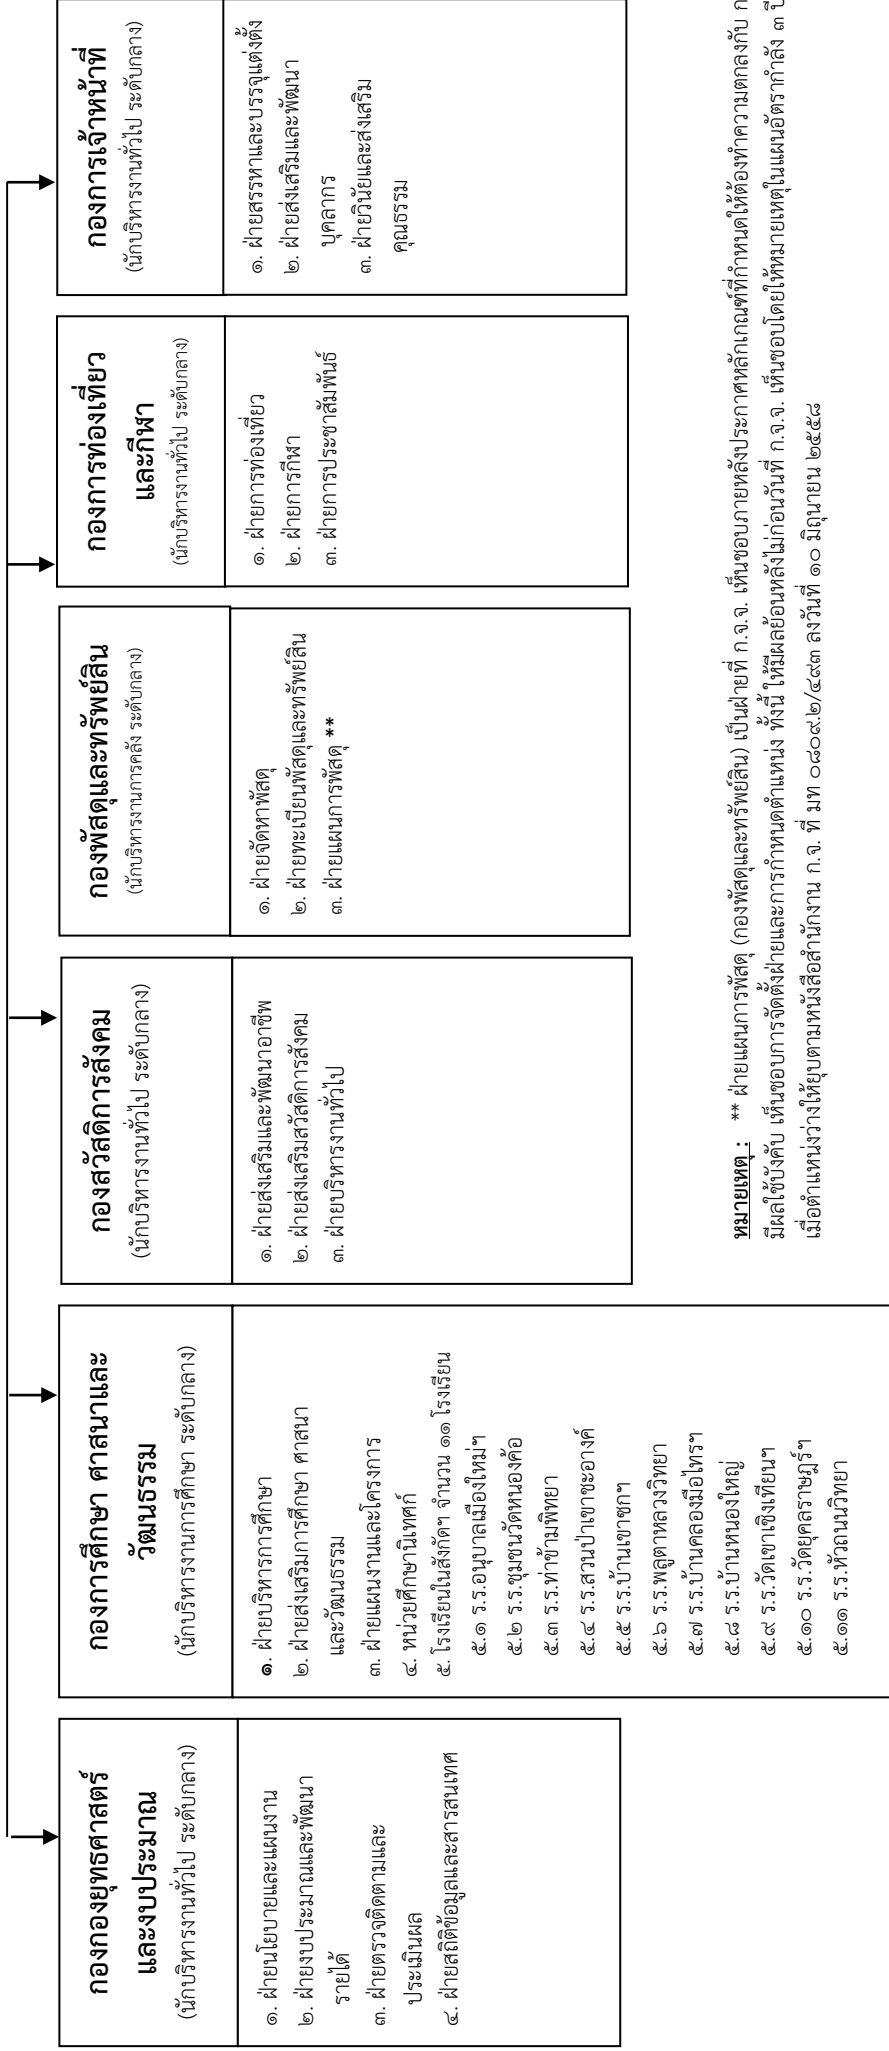 กองกองยุทธศาสตร์
และงบประมาณ
(นักบริหารงานทั่วไป ระดับกลาง)
๑. ฝ่ายนโยบายและแผนงาน
๒. ฝ่ายงบประมาณและพัฒนา
รายได้
๓. ฝ่ายตรวจติดตามและ
ประเมินผล
๔. ฝ่ายสถิติข้อมูลและสารสนเทศ
กองการศึกษา ศาสนาและ
วัฒนธรรม
(นักบริหารงานการศึกษา ระดับกลาง)
๑. ฝ่ายบริหารการศึกษา
๒. ฝ่ายส่งเสริมการศึกษา ศาสนา
และวัฒนธรรม
๓. ฝ่ายแผนงานและโครงการ
๔. หน่วยศึกษานิเทศก์
๕. โรงเรียนในสังกัดฯ จำนวน ๑๑ โรงเรียน
๕.๑ ร.ร.อนุบาลเมืองใหม่ฯ
๕.๒ ร.ร.ชุมชนวัดหนองค้อ
๕.๓ ร.ร.ท่าข้ามพิทยา
๕.๔ ร.ร.สวนป่าเขาชะอางค์
๕.๕ ร.ร.บ้านเขาซกฯ
๕.๖ ร.ร.พลูตาหลวงวิทยา
๕.๗ ร.ร.บ้านคลองมือไทรฯ
๕.๘ ร.ร.บ้านหนองใหญ่
๕.๙ ร.ร.วัดเขาเชิงเทียนฯ
๕.๑๐ ร.ร.วัดยุคลราษฎร์ฯ
๕.๑๑ ร.ร.หัวถนนวิทยา
กองสวัสดิการสังคม
(นักบริหารงานทั่วไป ระดับกลาง)
๑. ฝ่ายส่งเสริมและพัฒนาอาชีพ
๒. ฝ่ายส่งเสริมสวัสดิการสังคม
๓. ฝ่ายบริหารงานทั่วไป
กองพัสดุและทรัพย์สิน
(นักบริหารงานการคลัง ระดับกลาง)
๑. ฝ่ายจัดหาพัสดุ
๒. ฝ่ายทะเบียนพัสดุและทรัพย์สิน
๓. ฝ่ายแผนการพัสดุ **
กองการท่องเที่ยว
และกีฬา
(นักบริหารงานทั่วไป ระดับกลาง)
๑. ฝ่ายการท่องเที่ยว
๒. ฝ่ายการกีฬา
๓. ฝ่ายการประชาสัมพันธ์
กองการเจ้าหน้าที่
(นักบริหารงานทั่วไป ระดับกลาง)
๑. ฝ่ายสรรหาและบรรจุแต่งตั้ง
๒. ฝ่ายส่งเสริมและพัฒนา
บุคลากร
๓. ฝ่ายวินัยและส่งเสริม
คุณธรรม
หมายเหตุ : ** ฝ่ายแผนการพัสดุ (กองพัสดุและทรัพย์สิน) เป็นฝ่ายที่ ก.จ.จ. เห็นชอบภายหลังประกาศหลักเกณฑ์ที่กำหนดให้ต้องทำความตกลงกับ ก
มีผลใช้บังคับ เห็นชอบการจัดตั้งฝ่ายและการกำหนดตำแหน่ง ทั้งนี้ ให้มีผลย้อนหลังไม่ก่อนวันที่ ก.จ.จ. เห็นชอบโดยให้หมายเหตุในแผนอัตรากำลัง ๓ ปี
เมื่อตำแหน่งว่างให้ยุบตามหนังสือสำนักงาน ก.จ. ที่ มท ๐๘๐๙.๒/๔๙๓ ลงวันที่ ๑๐ มิถุนายน ๒๕๕๘